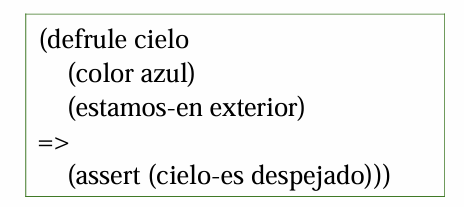 (defrule cielo
(color azul)
(estamos-en exterior)
=>
(assert (cielo-es despejado)))